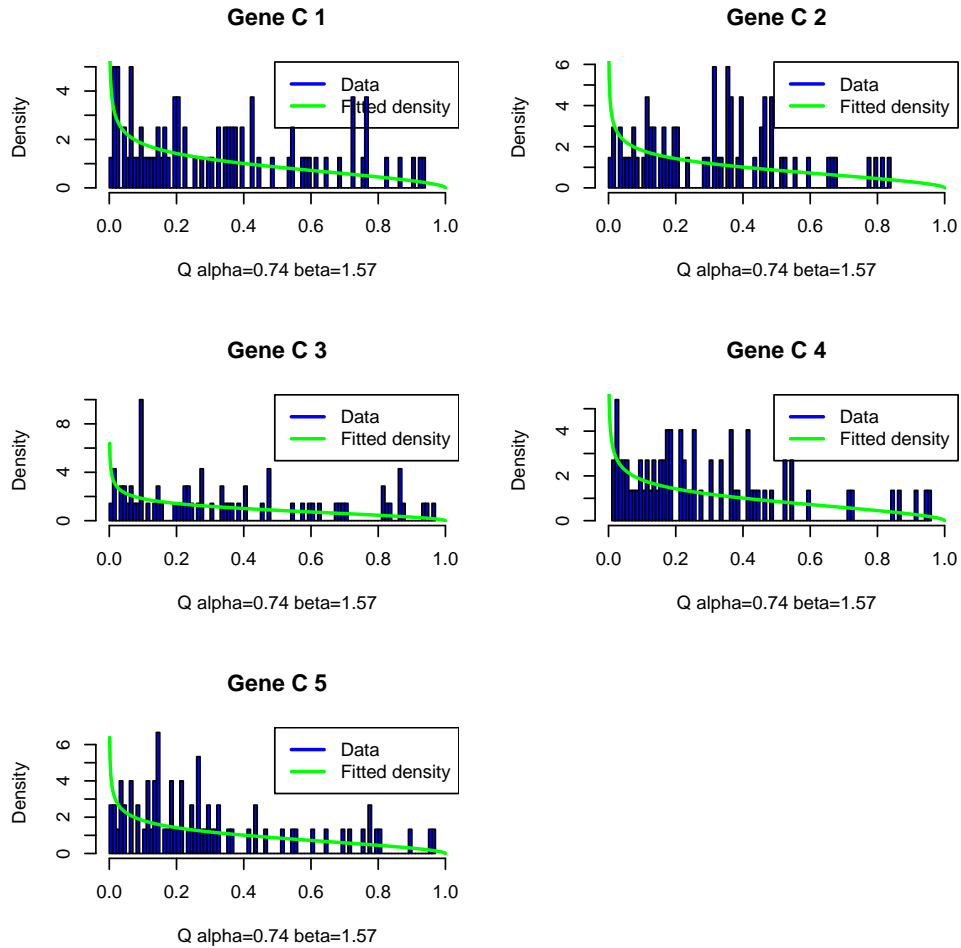 Gene C 1
Density
0 2 4
Data
Fitted density
0.0 0.2 0.4 0.6 0.8 1.0
Q alpha=0.74 beta=1.57
Gene C 2
Density
0 2 4 6
Data
Fitted density
0.0 0.2 0.4 0.6 0.8 1.0
Q alpha=0.74 beta=1.57
Gene C 3
Density
0 4 8
Data
Fitted density
0.0 0.2 0.4 0.6 0.8 1.0
Q alpha=0.74 beta=1.57
Gene C 4
Density
0 2 4
Data
Fitted density
0.0 0.2 0.4 0.6 0.8 1.0
Q alpha=0.74 beta=1.57
Gene C 5
Density
0 2 4 6
Data
Fitted density
0.0 0.2 0.4 0.6 0.8 1.0
Q alpha=0.74 beta=1.57